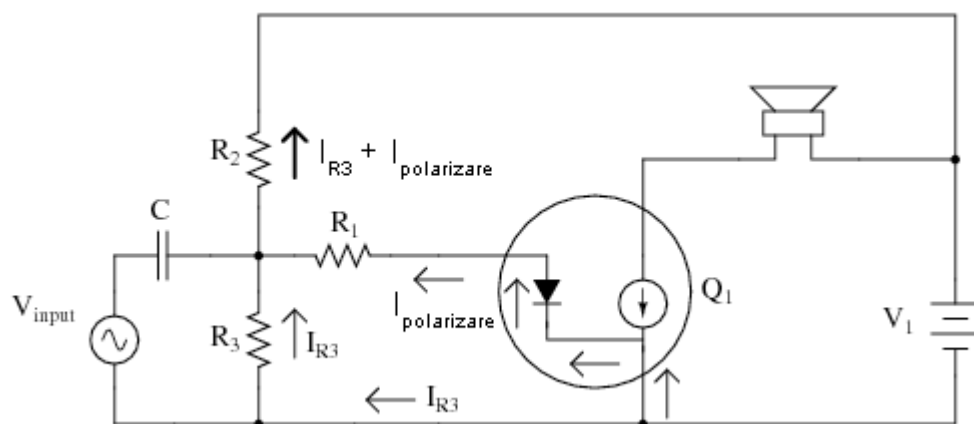 R2
IR3 + Ipolarizare
C
R1
Vinput
Ipolarizare
Q1
V1
R3
IR3
IR3